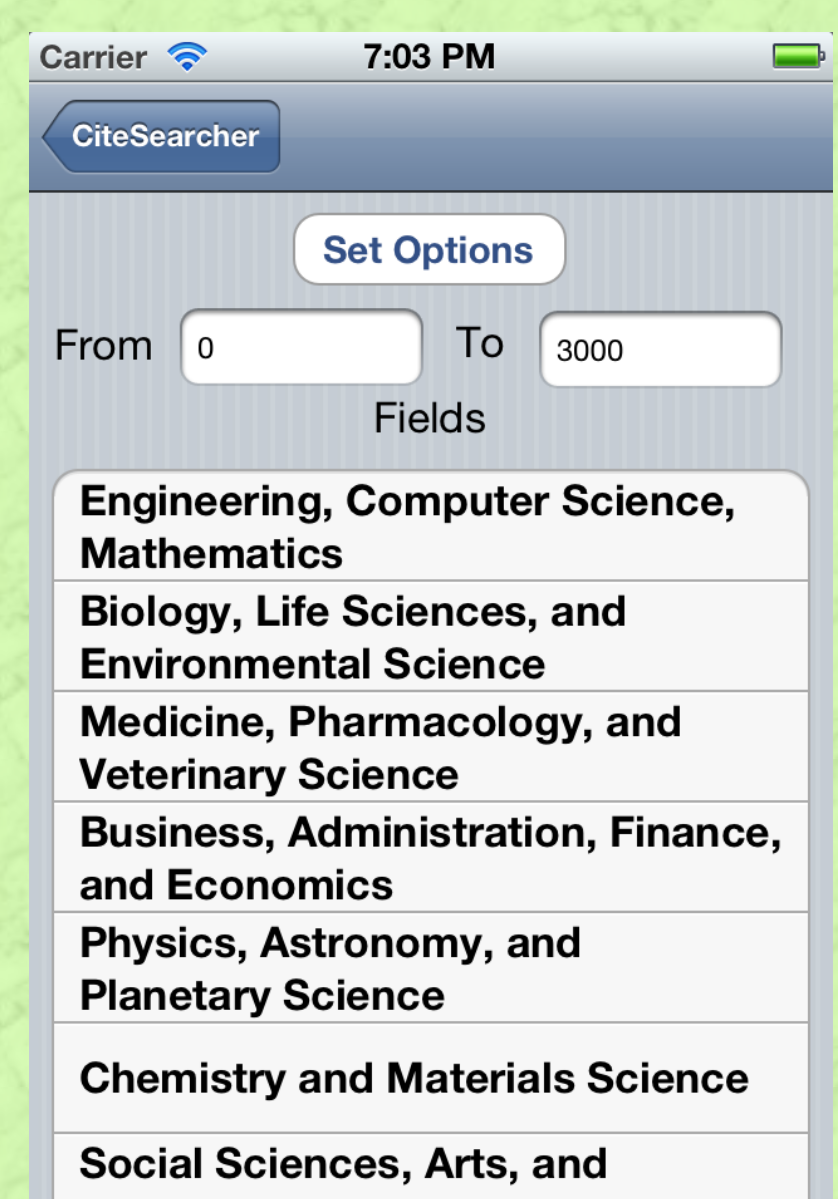 Carrier 7:03 PM
CiteSearcher
Set Options
From 0 To 3000
Fields
Engineering, Computer Science,
Mathematics
Biology, Life Sciences, and
Environmental Science
Medicine, Pharmacology, and
Veterinary Science
Business, Administration, Finance,
and Economics
Physics, Astronomy, and
Planetary Science
Chemistry and Materials Science
Social Sciences, Arts, and